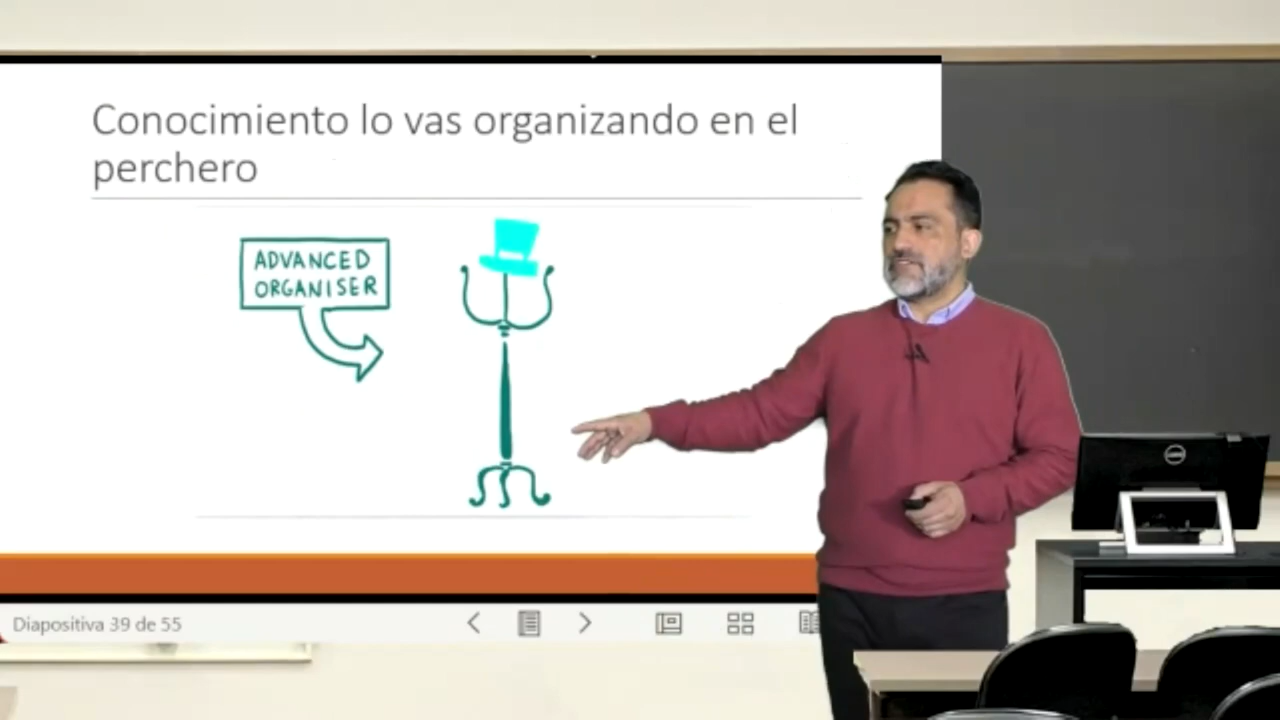 Conocimiento lo vas organizando en el
perchero
ADVANCED
ORGANISER
Diapositiva 39 de 55